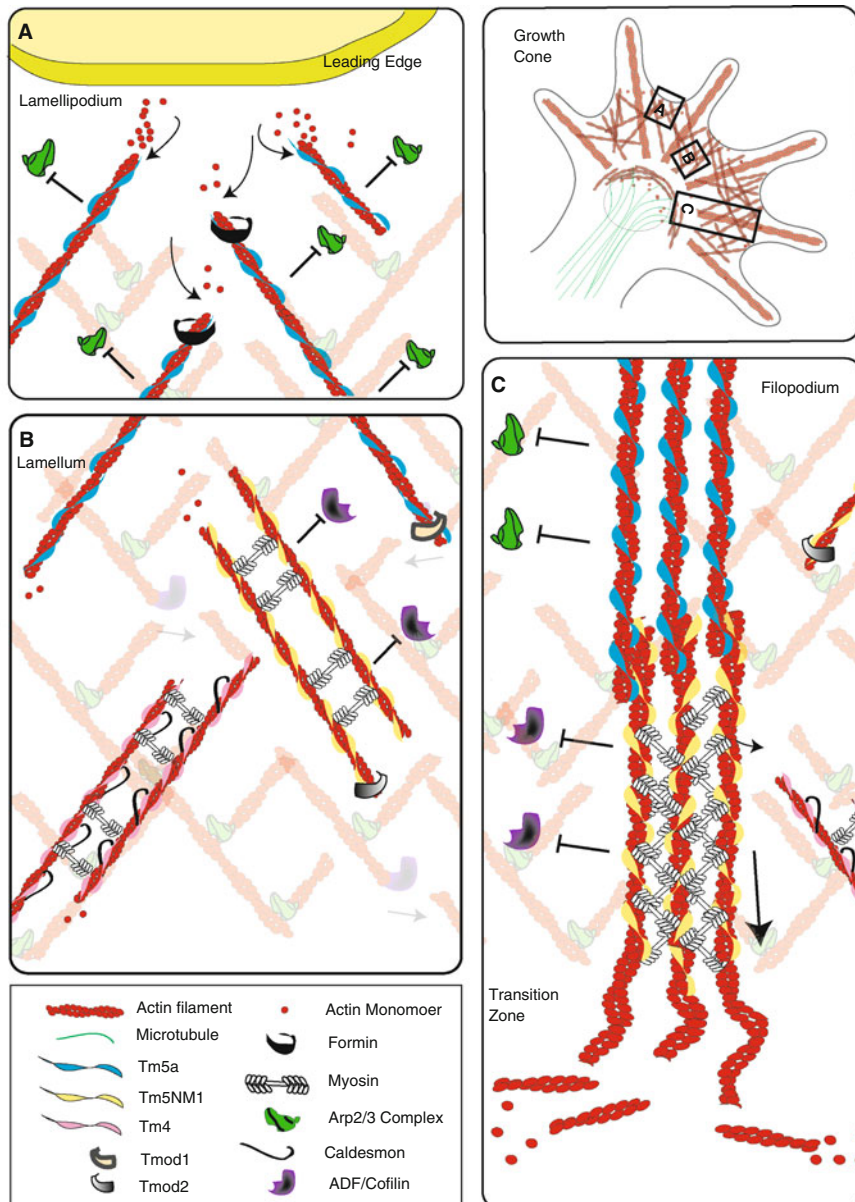 A
Leading Edge
Lamellipodium
Growth
Cone
A
B
C
B
Lamellum
C
Filopodium
Transition
Zone
Actin filament
Microtubule
Tm5a
Tm5NM1
Tm4
Tmod1
Tmod2
Actin Monomoer
Formin
Myosin
Arp2/3 Complex
Caldesmon
ADF/Cofilin